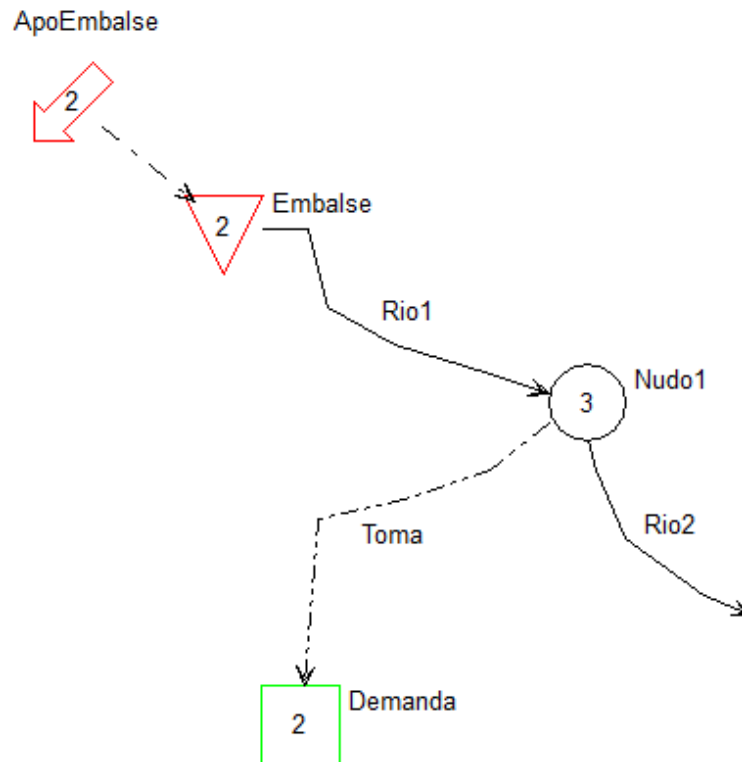 ApoEmbalse
2
Embalse
2
Rio1
Nudo1
3
Rio2
Toma
Demanda
2